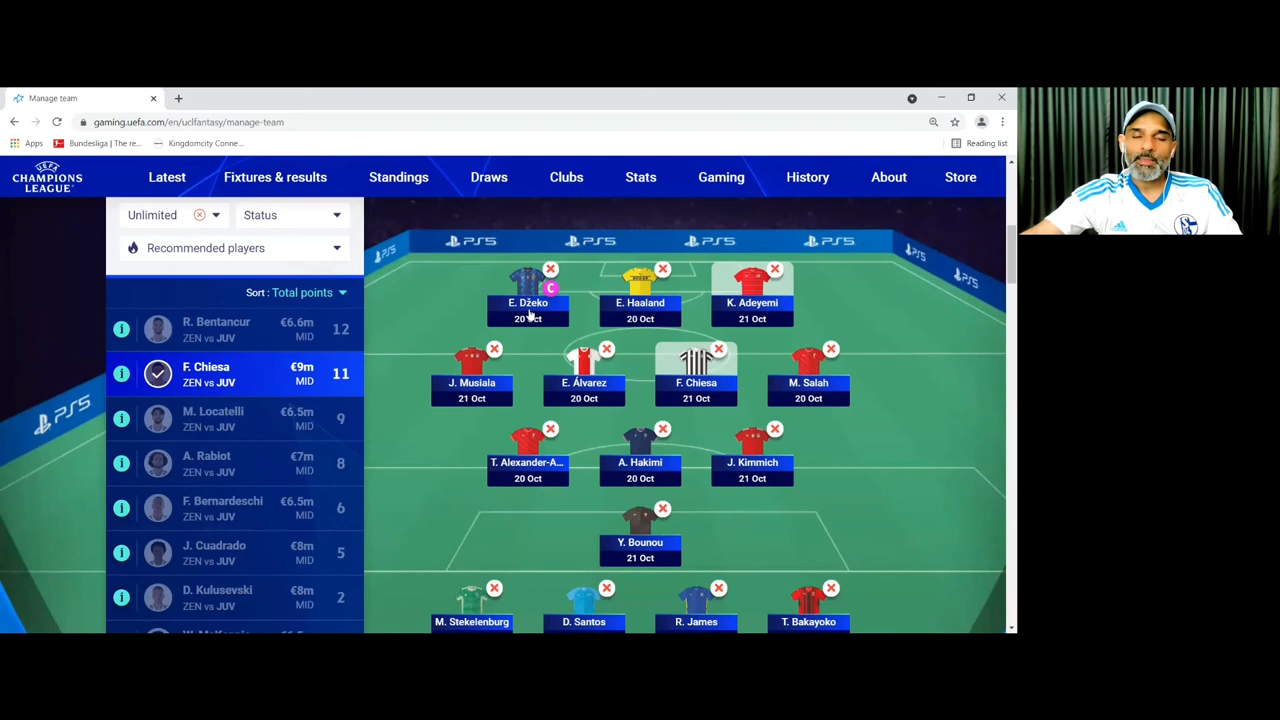 Manage team
gaming.uefa.com/en/uclfantasy/manage-team
Apps
Bundesliga | The re...
Kingdomcity Conne...
Reading list
UEFA
CHAMPIONS
LEAGUE
Latest
Fixtures & results
Standings
Draws
Clubs
Stats
Gaming
History
About
Store
Unlimited
Status
Recommended players
Sort : Total points
R. Bentancur €6.6m 12
ZEN vs JUV MID
F. Chiesa €9m 11
ZEN vs JUV MID
M. Locatelli €6.5m 9
ZEN vs JUV MID
A. Rabiot €7m 8
ZEN vs JUV MID
F. Bernardeschi €6.5m 6
ZEN vs JUV MID
J. Cuadrado €8m 5
ZEN vs JUV MID
D. Kulusevski €8m 2
ZEN vs JUV MID
PS5
PS5 PS5 PS5 PS5 PS5 PS5
C
E. Džeko
20 Oct
E. Haaland
20 Oct
K. Adeyemi
21 Oct
J. Musiala
21 Oct
E. Álvarez
20 Oct
F. Chiesa
21 Oct
M. Salah
20 Oct
T. Alexander-A...
20 Oct
A. Hakimi
20 Oct
J. Kimmich
21 Oct
Y. Bounou
21 Oct
M. Stekelenburg
D. Santos
R. James
T. Bakayoko